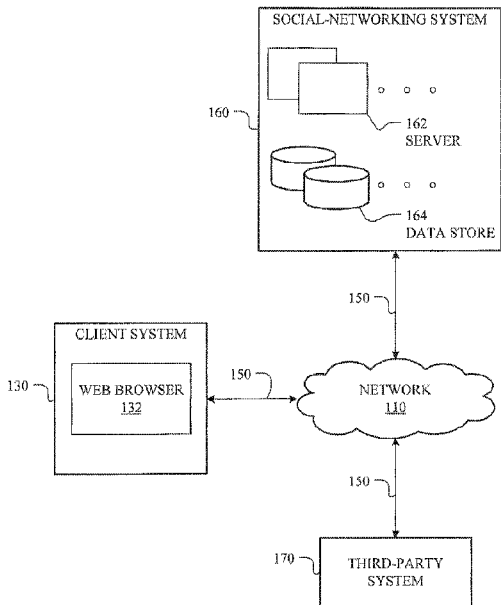 SOCIAL-NETWORKING SYSTEM
160
162
SERVER
164
DATA STORE
150
CLIENT SYSTEM
130
WEB BROWSER
132
150
NETWORK
110
150
170
THIRD-PARTY
SYSTEM